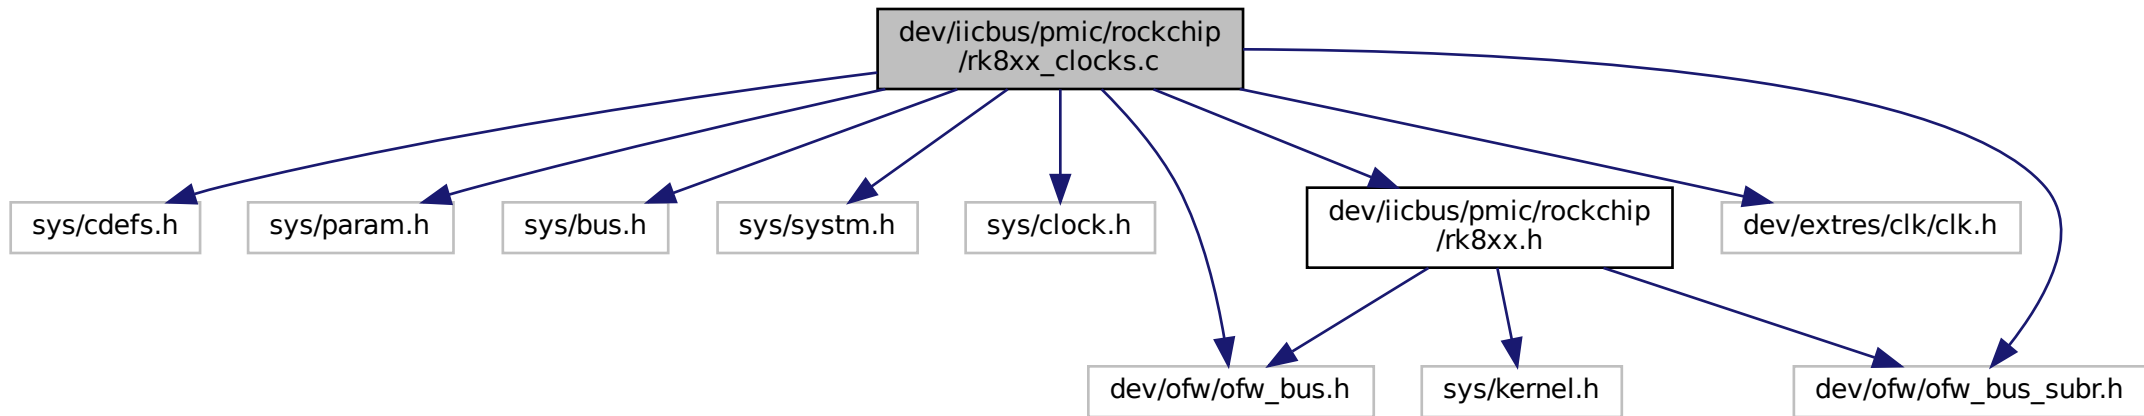 dev/iicbus/pmic/rockchip
/rk8xx_clocks.c
sys/cdefs.h
sys/param.h
sys/bus.h
sys/systm.h
sys/clock.h
dev/iicbus/pmic/rockchip
/rk8xx.h
dev/extres/clk/clk.h
dev/ofw/ofw_bus.h
sys/kernel.h
dev/ofw/ofw_bus_subr.h